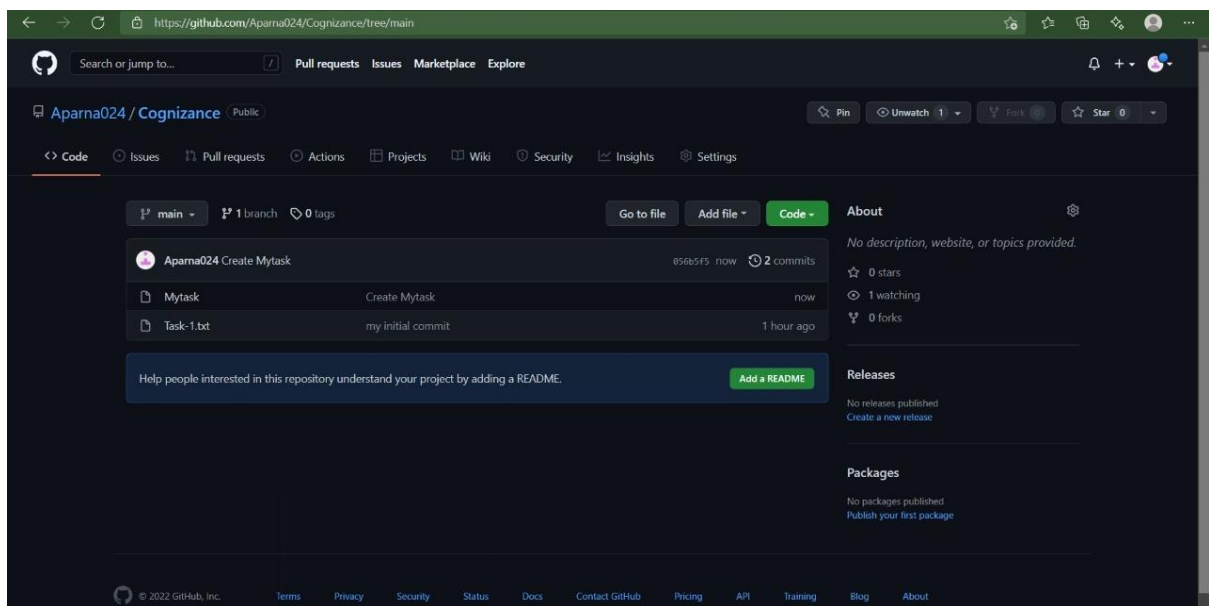 https://github.com/Aparna024/Cognizance/tree/main
Search or jump to... / Pull requests Issues Marketplace Explore
Aparna024 / Cognizance Public
Pin Unwatch 1 Fork 0 Star 0
Code Issues Pull requests Actions Projects Wiki Security Insights Settings
main 1 branch 0 tags Go to file Add file Code
Aparna024 Create Mytask 056b5f5 now 2 commits
Mytask Create Mytask now
Task-1.txt my initial commit 1 hour ago
Help people interested in this repository understand your project by adding a README. Add a README
About
No description, website, or topics provided.
0 stars
1 watching
0 forks
Releases
No releases published
Create a new release
Packages
No packages published
Publish your first package
© 2022 GitHub, Inc. Terms Privacy Security Status Docs Contact GitHub Pricing API Training Blog About